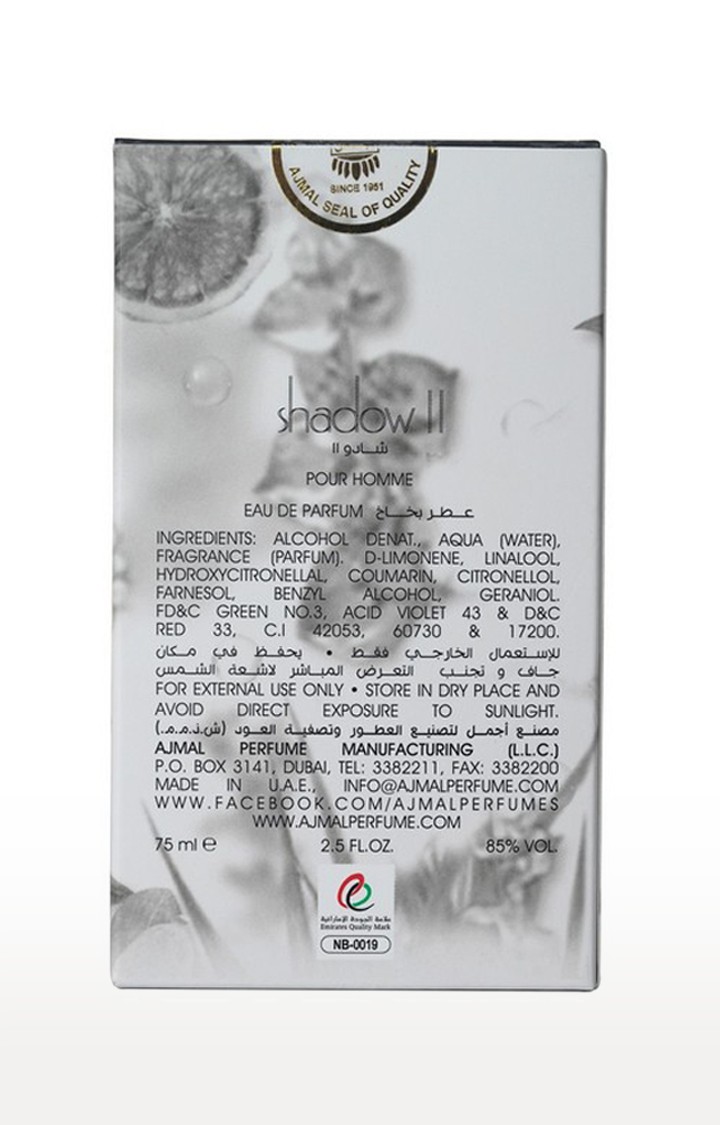 SINCE 1951
AJMAL SEAL OF QUALITY
shadow II
شادو II
POUR HOMME
EAU DE PARFUM عطر بخاخ
INGREDIENTS: ALCOHOL DENAT., AQUA (WATER),
FRAGRANCE (PARFUM). D-LIMONENE, LINALOOL,
HYDROXYCITRONELLAL, COUMARIN, CITRONELLOL,
FARNESOL, BENZYL ALCOHOL, GERANIOL.
FD&C GREEN NO.3, ACID VIOLET 43 & D&C
RED 33, C.I 42053, 60730 & 17200.
للإستعمال الخارجي فقط • يحفظ في مكان
جاف و تجنب التعرض المباشر لاشعة الشمس
FOR EXTERNAL USE ONLY • STORE IN DRY PLACE AND
AVOID DIRECT EXPOSURE TO SUNLIGHT.
مصنع أجمل لتصنيع العطور وتصفية العود (ش.ذ.م.م.)
AJMAL PERFUME MANUFACTURING (L.L.C.)
P.O. BOX 3141, DUBAI, TEL: 3382211, FAX: 3382200
MADE IN U.A.E., INFO@AJMALPERFUME.COM
WWW.FACEBOOK.COM/AJMALPERFUMES
WWW.AJMALPERFUME.COM
75 ml e 2.5 FL.OZ. 85% VOL.
علامة الجودة الإماراتية
Emirates Quality Mark
NB-0019